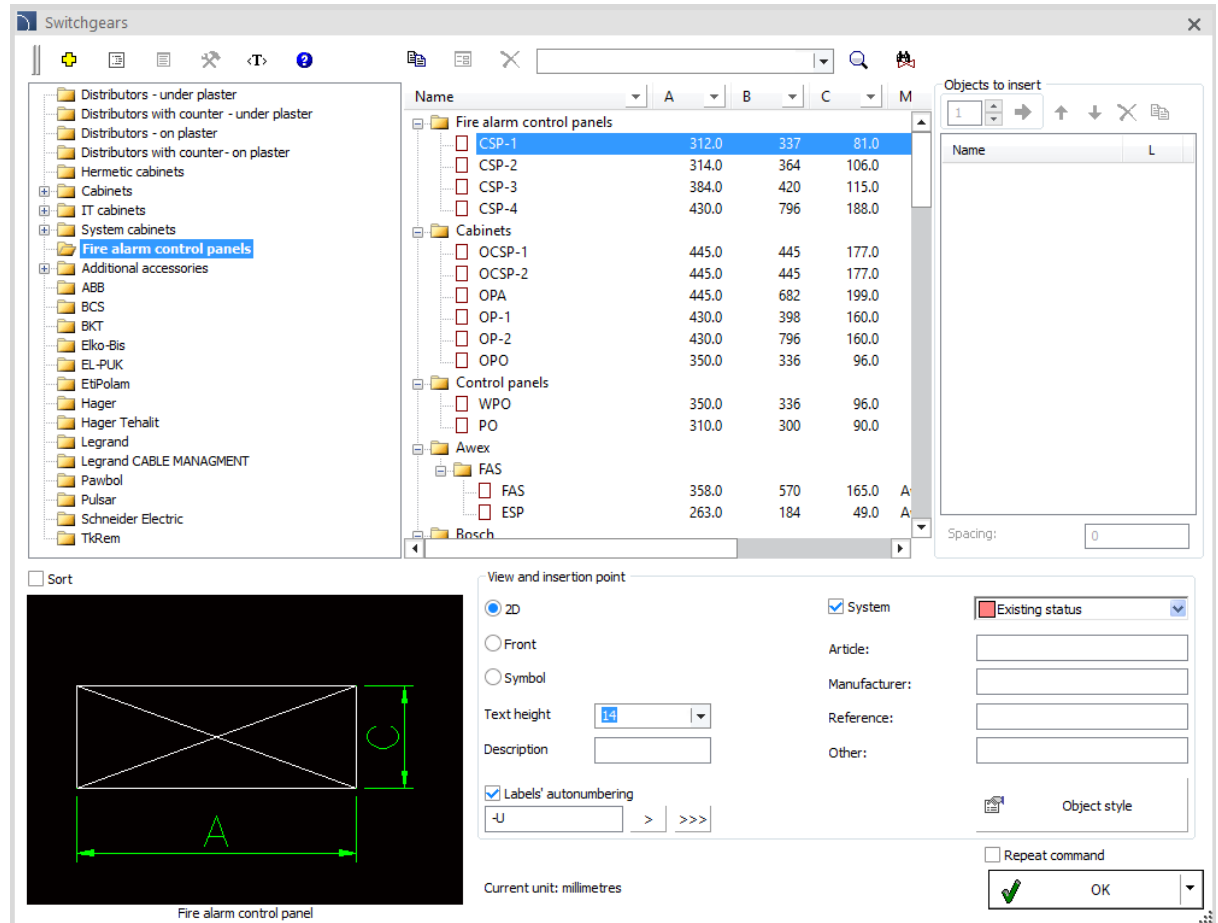 Switchgears
<T>
Distributors - under plaster
Distributors with counter - under plaster
Distributors - on plaster
Distributors with counter- on plaster
Hermetic cabinets
Cabinets
IT cabinets
System cabinets
Fire alarm control panels
Additional accessories
ABB
BCS
BKT
Elko-Bis
EL-PUK
EtiPolam
Hager
Hager Tehalit
Legrand
Legrand CABLE MANAGMENT
Pawbol
Pulsar
Schneider Electric
TkRem
Name A B C M
Fire alarm control panels
CSP-1 312.0 337 81.0
CSP-2 314.0 364 106.0
CSP-3 384.0 420 115.0
CSP-4 430.0 796 188.0
Cabinets
OCSP-1 445.0 445 177.0
OCSP-2 445.0 445 177.0
OPA 445.0 682 199.0
OP-1 430.0 398 160.0
OP-2 430.0 796 160.0
OPO 350.0 336 96.0
Control panels
WPO 350.0 336 96.0
PO 310.0 300 90.0
Awex
FAS
FAS 358.0 570 165.0
ESP 263.0 184 49.0
Bosch
Objects to insert
1
Name L
Spacing: 0
Sort
C
A
Fire alarm control panel
View and insertion point
2D
Front
Symbol
Text height 14
Description
Labels' autonumbering
-U > >>>
System Existing status
Article:
Manufacturer:
Reference:
Other:
Object style
Current unit: millimetres
Repeat command
OK